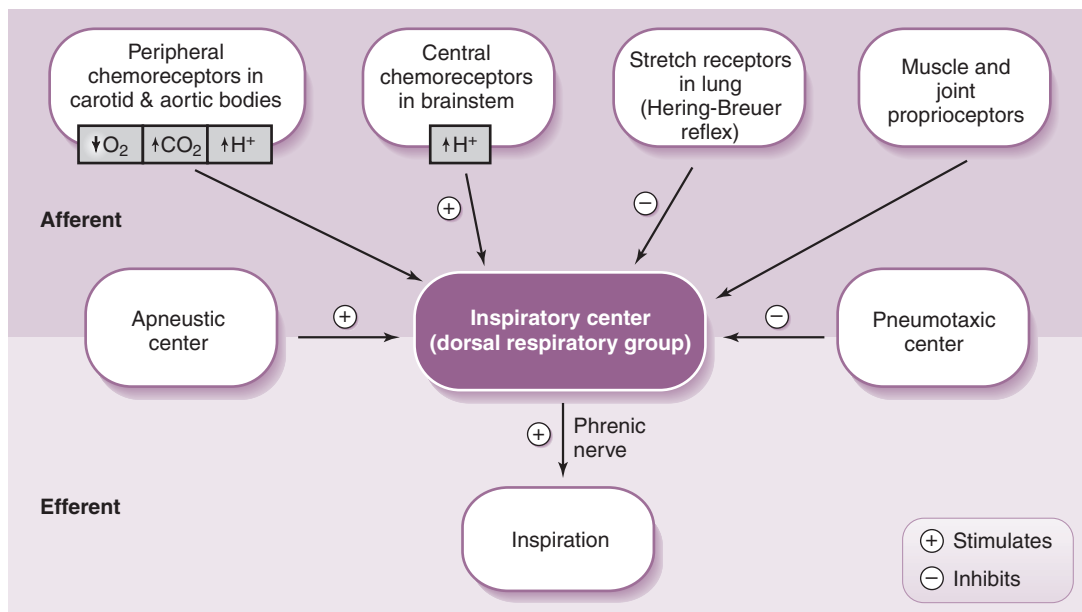 Peripheral
chemoreceptors in
carotid & aortic bodies
↓O₂ ↑CO₂ ↑H⁺
Central
chemoreceptors
in brainstem
↑H⁺
Stretch receptors
in lung
(Hering-Breuer
reflex)
Muscle and
joint
proprioceptors
+
−
Afferent
Apneustic
center
+
Inspiratory center
(dorsal respiratory group)
−
Pneumotaxic
center
+
Phrenic
nerve
Efferent
Inspiration
+ Stimulates
− Inhibits